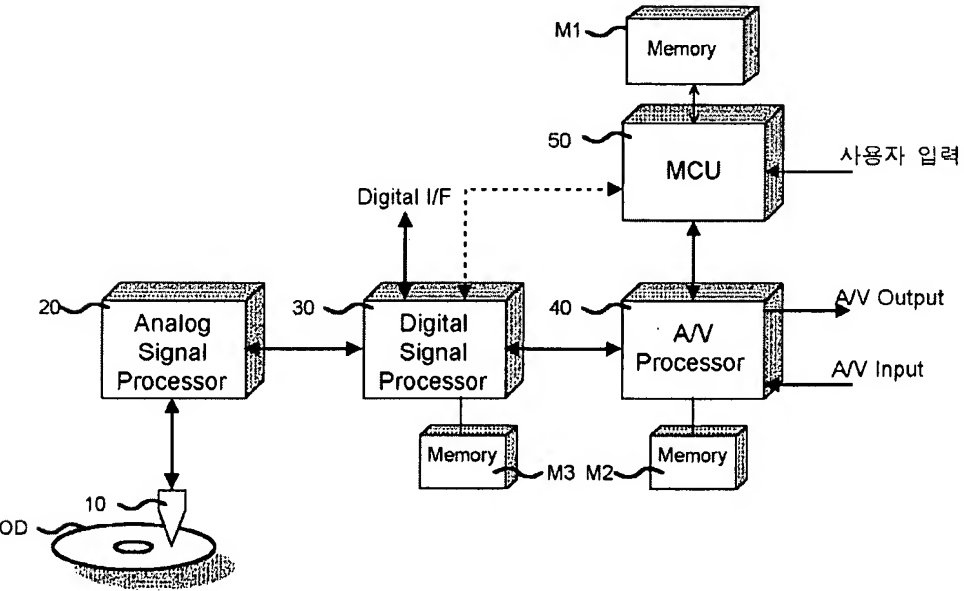 M1
Memory
50
MCU
사용자 입력
Digital I/F
20
Analog
Signal
Processor
30
Digital
Signal
Processor
40
A/V
Processor
A/V Output
A/V Input
Memory
M3
M2
Memory
10
OD